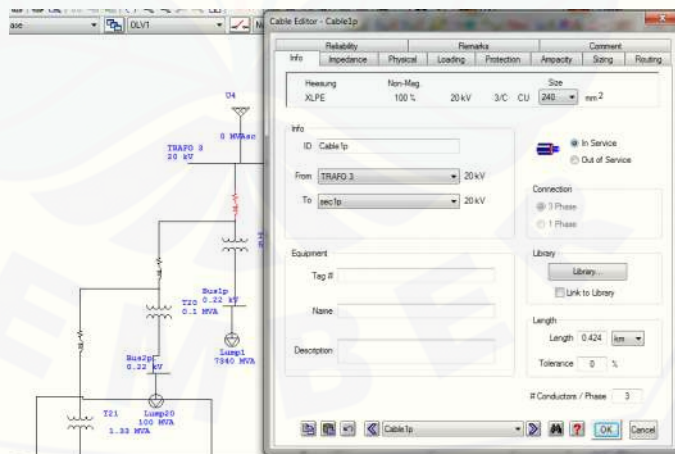 ase
OLV1
Cable Editor - Cable1p
Reliability Remarks Comment
Info Impedance Physical Loading Protection Ampacity Sizing Routing
Heesung Non-Mag. Size
XLPE 100 % 20 kV 3/C CU 240 mm2
Info
ID Cable1p
In Service
Out of Service
From TRAFO 3 20 kV
To sec1p 20 kV
Connection
3 Phase
1 Phase
Equipment
Tag #
Name
Description
Library
Library...
Link to Library
Length
Length 0.424 km
Tolerance 0 %
# Conductors / Phase 3
Cable1p
OK Cancel
U4
0 MVAsc
TRAFO 3
20 kV
Bus1p
0.22 kV
T20
0.1 MVA
Lump1
7340 MVA
Bus2p
0.22 kV
T21
1.33 MVA
Lump20
100 MVA
EMBER